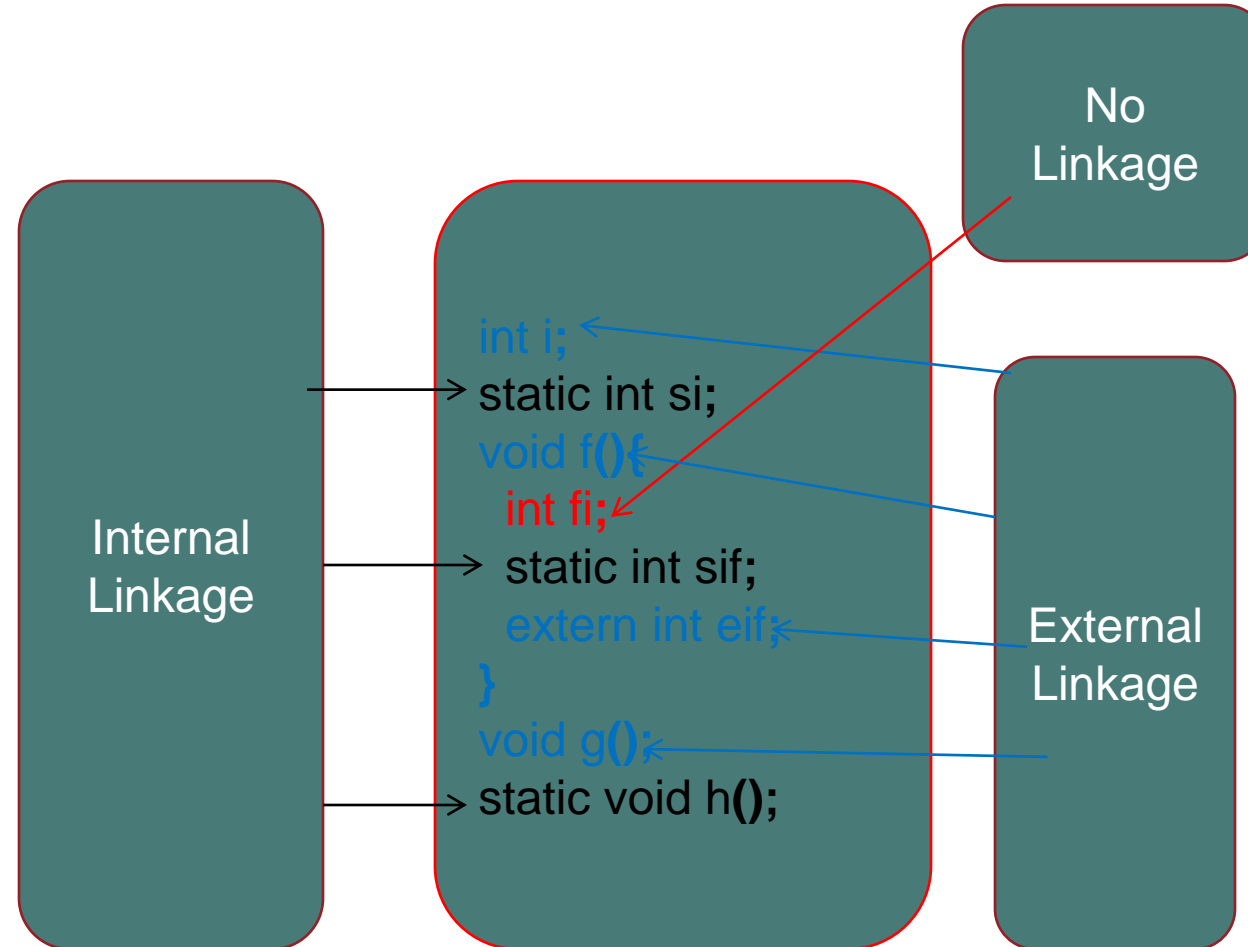 No
Linkage
Internal
Linkage
int i;
static int si;
void f(){
int fi;
static int sif;
extern int eif;
}
void g();
static void h();
External
Linkage